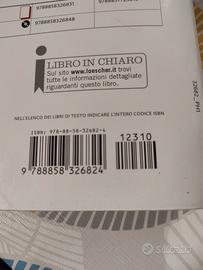 9788858326831
9788858326848
LIBRO IN CHIARO
Sul sito www.loescher.it trovi
tutte le informazioni dettagliate
riguardanti questo libro.
NELL'ELENCO DEI LIBRI DI TESTO INDICARE L'INTERO CODICE ISBN.
ISBN: 978-88-58-32682-4
12310
9 788858 326824
32682_PH1
Subito